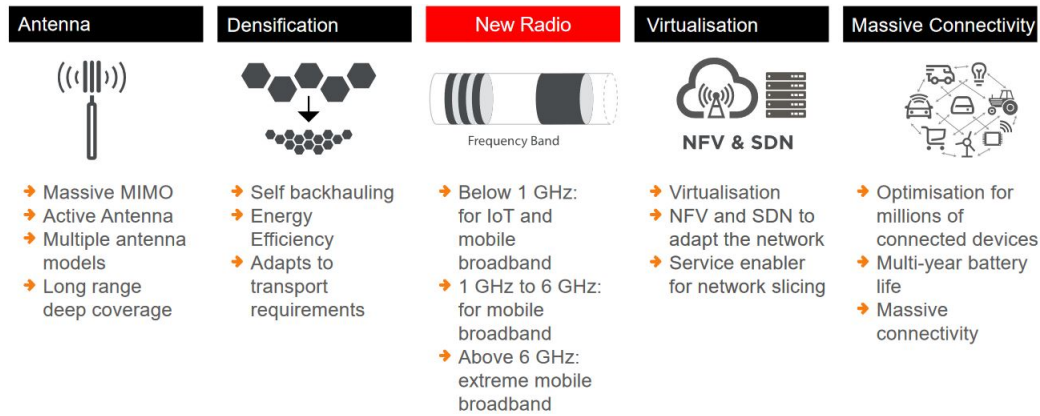 Antenna
Massive MIMO
Active Antenna
Multiple antenna
models
Long range
deep coverage
Densification
Self backhauling
Energy
Efficiency
Adapts to
transport
requirements
New Radio
Frequency Band
Below 1 GHz:
for IoT and
mobile
broadband
1 GHz to 6 GHz:
for mobile
broadband
Above 6 GHz:
extreme mobile
broadband
Virtualisation
NFV & SDN
Virtualisation
NFV and SDN to
adapt the network
Service enabler
for network slicing
Massive Connectivity
Optimisation for
millions of
connected devices
Multi-year battery
life
Massive
connectivity